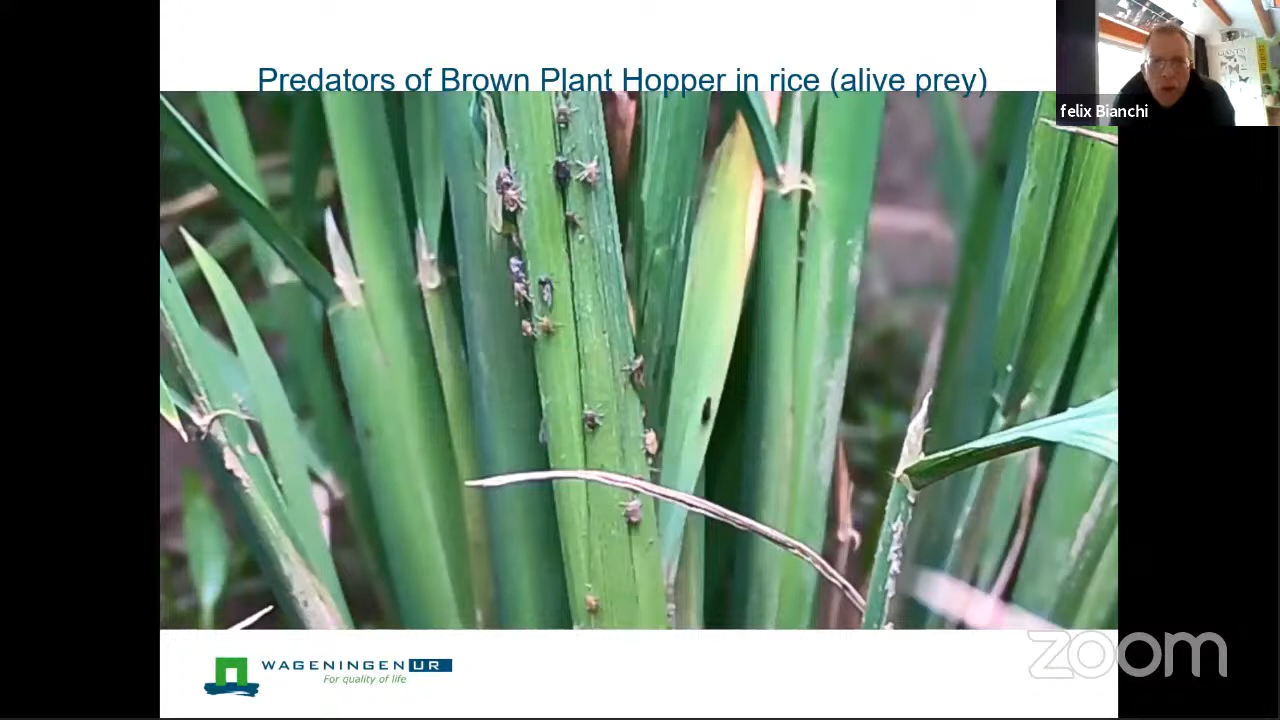 Predators of Brown Plant Hopper in rice (alive prey)
felix Bianchi
WAGENINGEN UR
For quality of life
zoom